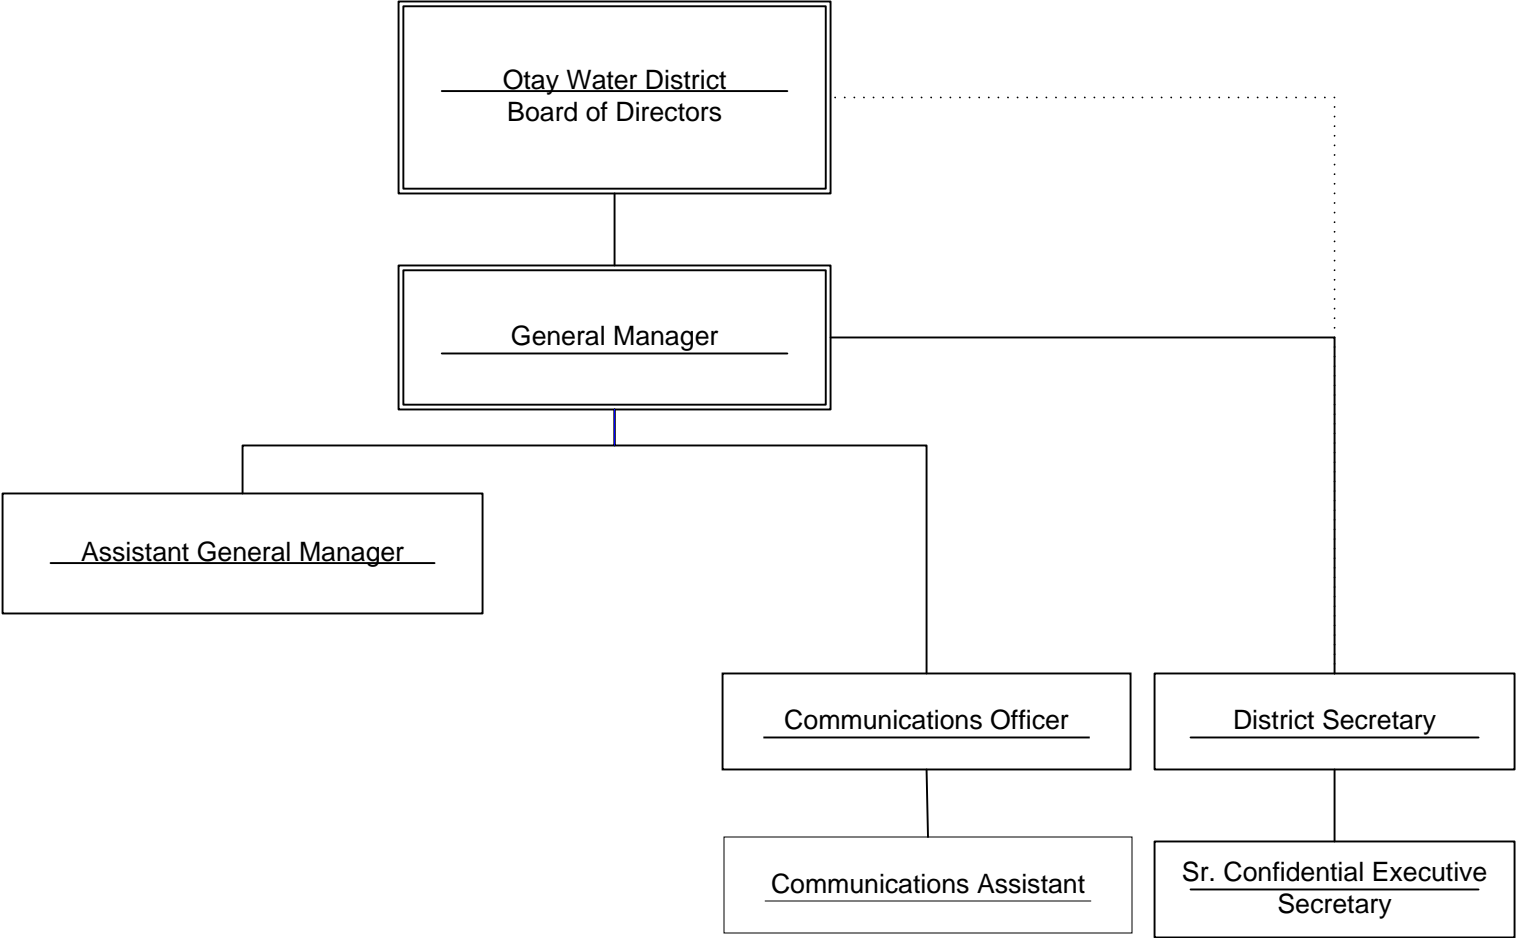 Otay Water District
Board of Directors
General Manager
Assistant General Manager
Communications Officer
District Secretary
Communications Assistant
Sr. Confidential Executive
Secretary